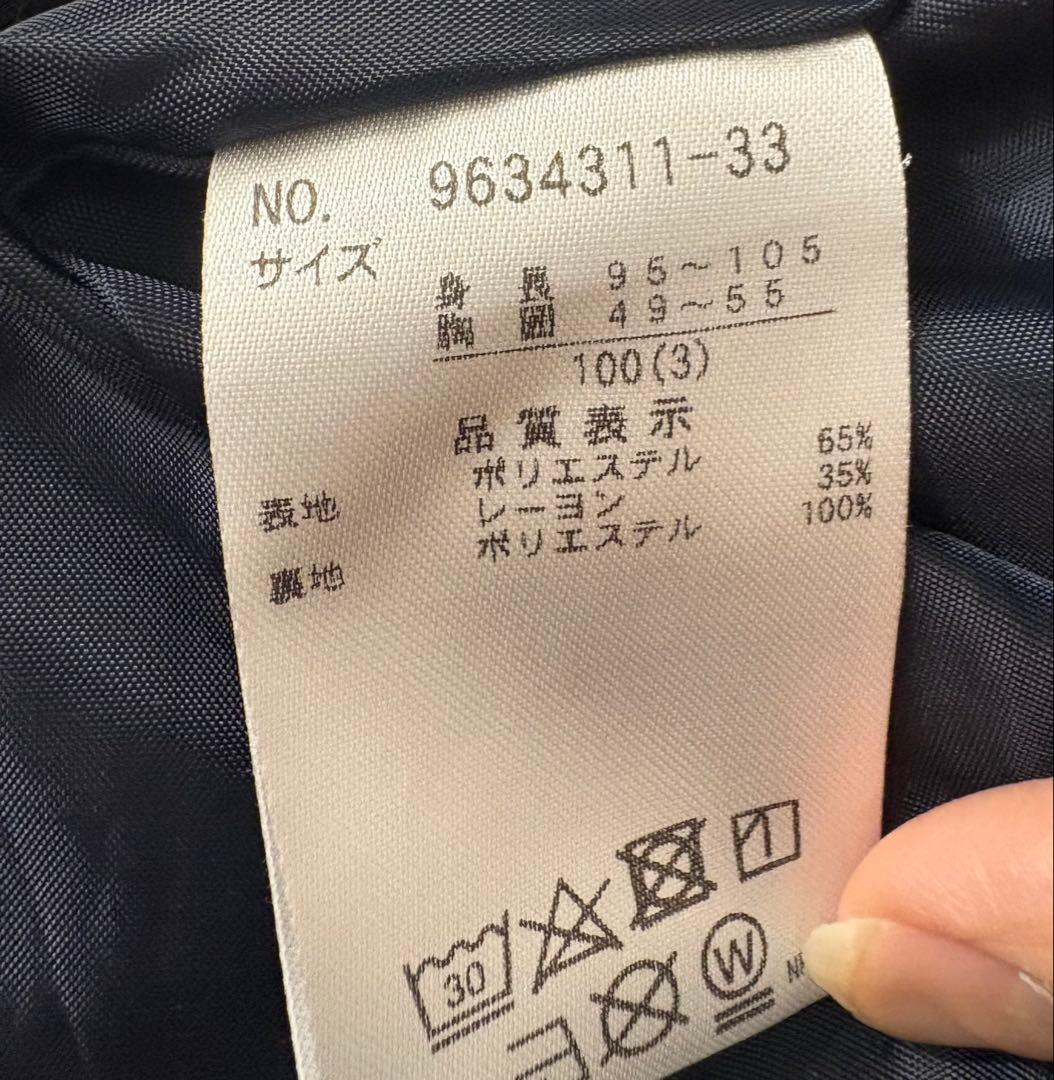 NO. 9634311-33
サイズ
身長 95~105
胸囲 49~55
100(3)
品質表示
表地 ポリエステル 65%
レーヨン 35%
裏地 ポリエステル 100%
30
W